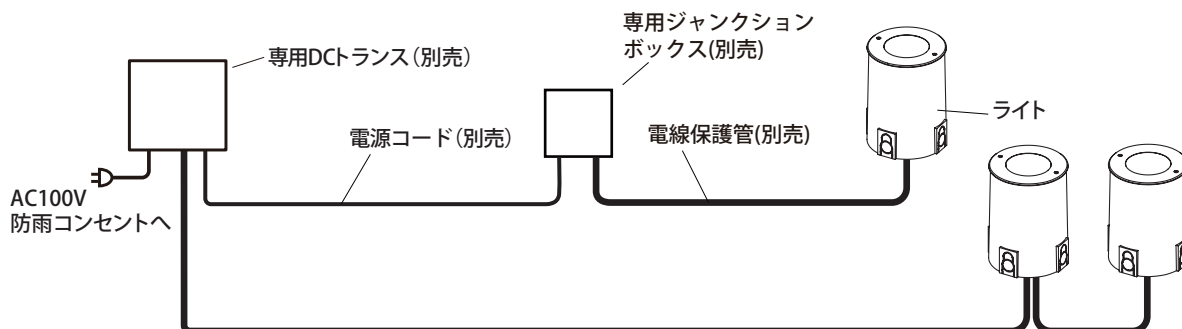 専用DCトランス（別売）
専用ジャンクション
ボックス(別売)
ライト
電源コード（別売）
電線保護管(別売)
AC100V
防雨コンセントへ